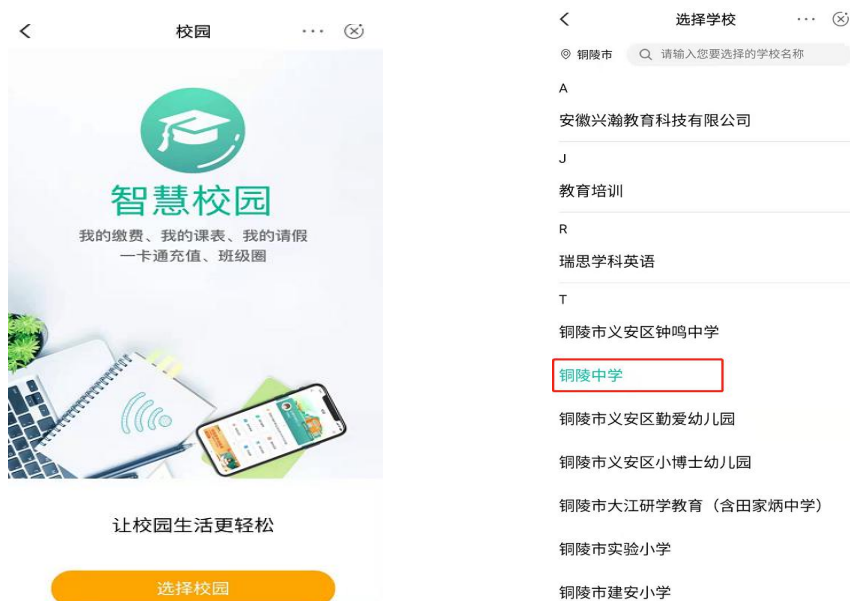 校园
智慧校园
我的缴费、我的课表、我的请假
一卡通充值、班级圈
让校园生活更轻松
选择校园
选择学校
铜陵市
请输入您要选择的学校名称
A
安徽兴瀚教育科技有限公司
J
教育培训
R
瑞思学科英语
T
铜陵市义安区钟鸣中学
铜陵中学
铜陵市义安区勤爱幼儿园
铜陵市义安区小博士幼儿园
铜陵市大江研学教育（含田家炳中学）
铜陵市实验小学
铜陵市建安小学